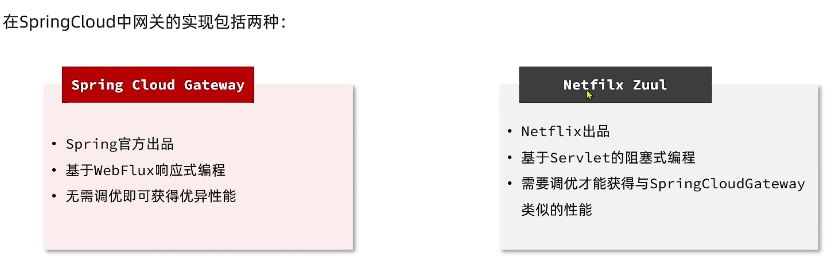 在SpringCloud中网关的实现包括两种：
Spring Cloud Gateway
• Spring官方出品
• 基于WebFlux响应式编程
• 无需调优即可获得优异性能
Netfilx Zuul
• Netflix出品
• 基于Servlet的阻塞式编程
• 需要调优才能获得与SpringCloudGateway
类似的性能